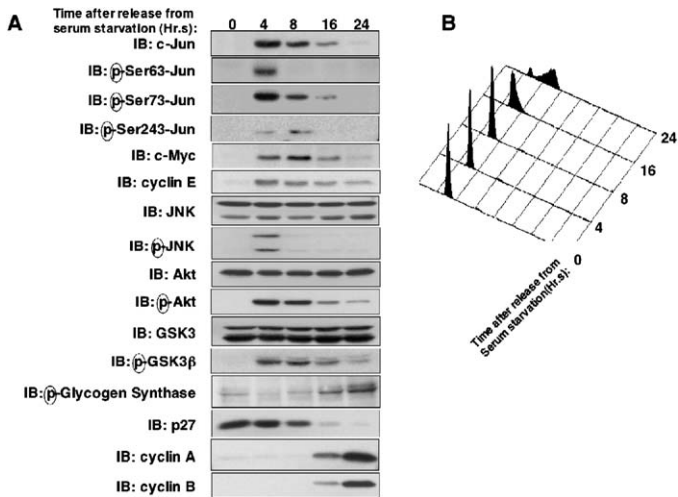 A
Time after release from
serum starvation (Hr.s):
0 4 8 16 24
IB: c-Jun
IB: p-Ser63-Jun
IB: p-Ser73-Jun
IB: p-Ser243-Jun
IB: c-Myc
IB: cyclin E
IB: JNK
IB: p-JNK
IB: Akt
IB: p-Akt
IB: GSK3
IB: p-GSK3β
IB: p-Glycogen Synthase
IB: p27
IB: cyclin A
IB: cyclin B
B
24
16
8
4
0
Time after release from
Serum starvation(Hr.s):